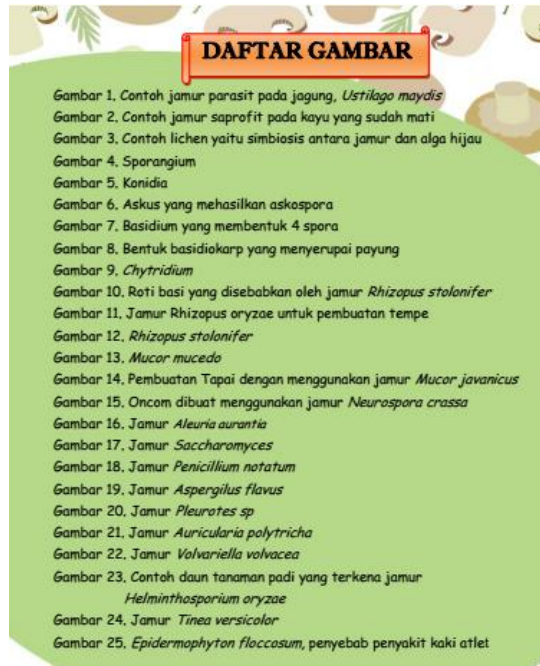 DAFTAR GAMBAR
Gambar 1. Contoh jamur parasit pada jagung, Ustilago maydis
Gambar 2. Contoh jamur saprofit pada kayu yang sudah mati
Gambar 3. Contoh lichen yaitu simbiosis antara jamur dan alga hijau
Gambar 4. Sporangium
Gambar 5. Konidia
Gambar 6. Askus yang mehasilkan askospora
Gambar 7. Basidium yang membentuk 4 spora
Gambar 8. Bentuk basidiokarp yang menyerupai payung
Gambar 9. Chytridium
Gambar 10. Roti basi yang disebabkan oleh jamur Rhizopus stolonifer
Gambar 11. Jamur Rhizopus oryzae untuk pembuatan tempe
Gambar 12. Rhizopus stolonifer
Gambar 13. Mucor mucedo
Gambar 14. Pembuatan Tapai dengan menggunakan jamur Mucor javanicus
Gambar 15. Oncom dibuat menggunakan jamur Neurospora crassa
Gambar 16. Jamur Aleuria aurantia
Gambar 17. Jamur Saccharomyces
Gambar 18. Jamur Penicillium notatum
Gambar 19. Jamur Aspergilus flavus
Gambar 20. Jamur Pleurotes sp
Gambar 21. Jamur Auricularia polytricha
Gambar 22. Jamur Volvariella volvacea
Gambar 23. Contoh daun tanaman padi yang terkena jamur
Helminthosporium oryzae
Gambar 24. Jamur Tinea versicolor
Gambar 25. Epidermophyton floccosum, penyebab penyakit kaki atlet